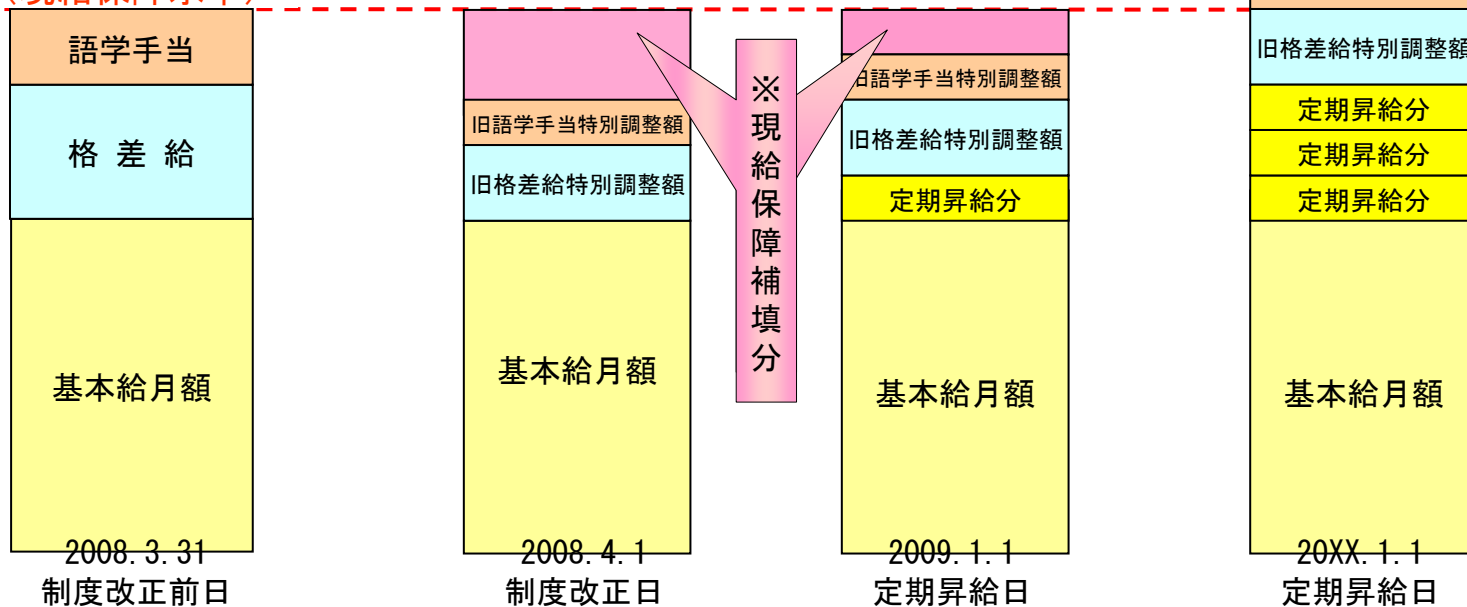 語学手当
格 差 給
基本給月額
2008.3.31
制度改正前日
旧語学手当特別調整額
旧格差給特別調整額
基本給月額
2008.4.1
制度改正日
※現給保障補填分
旧語学手当特別調整額
旧格差給特別調整額
定期昇給分
基本給月額
2009.1.1
定期昇給日
旧格差給特別調整額
定期昇給分
定期昇給分
定期昇給分
基本給月額
20XX.1.1
定期昇給日